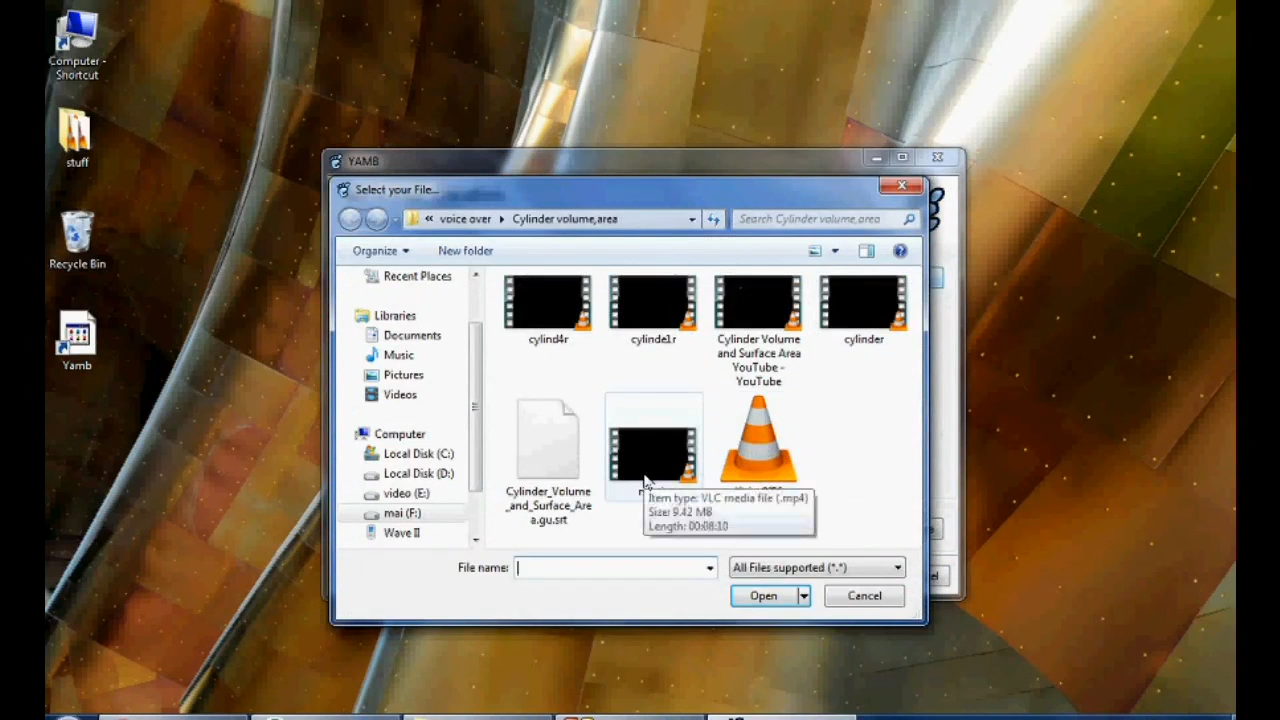 Computer -
Shortcut
stuff
Recycle Bin
Yamb
YAMB
Select your File...
« voice over ▸ Cylinder volume,area
Search Cylinder volume,area
Organize
New folder
Recent Places
Libraries
Documents
Music
Pictures
Videos
Computer
Local Disk (C:)
Local Disk (D:)
video (E:)
mai (F:)
Wave II
cylind4r
cylinde1r
Cylinder Volume
and Surface Area
YouTube -
YouTube
cylinder
Cylinder_Volume
_and_Surface_Are
a.gu.srt
Item type: VLC media file (.mp4)
Size: 9.42 MB
Length: 00:08:10
File name:
All Files supported (*.*)
Open
Cancel